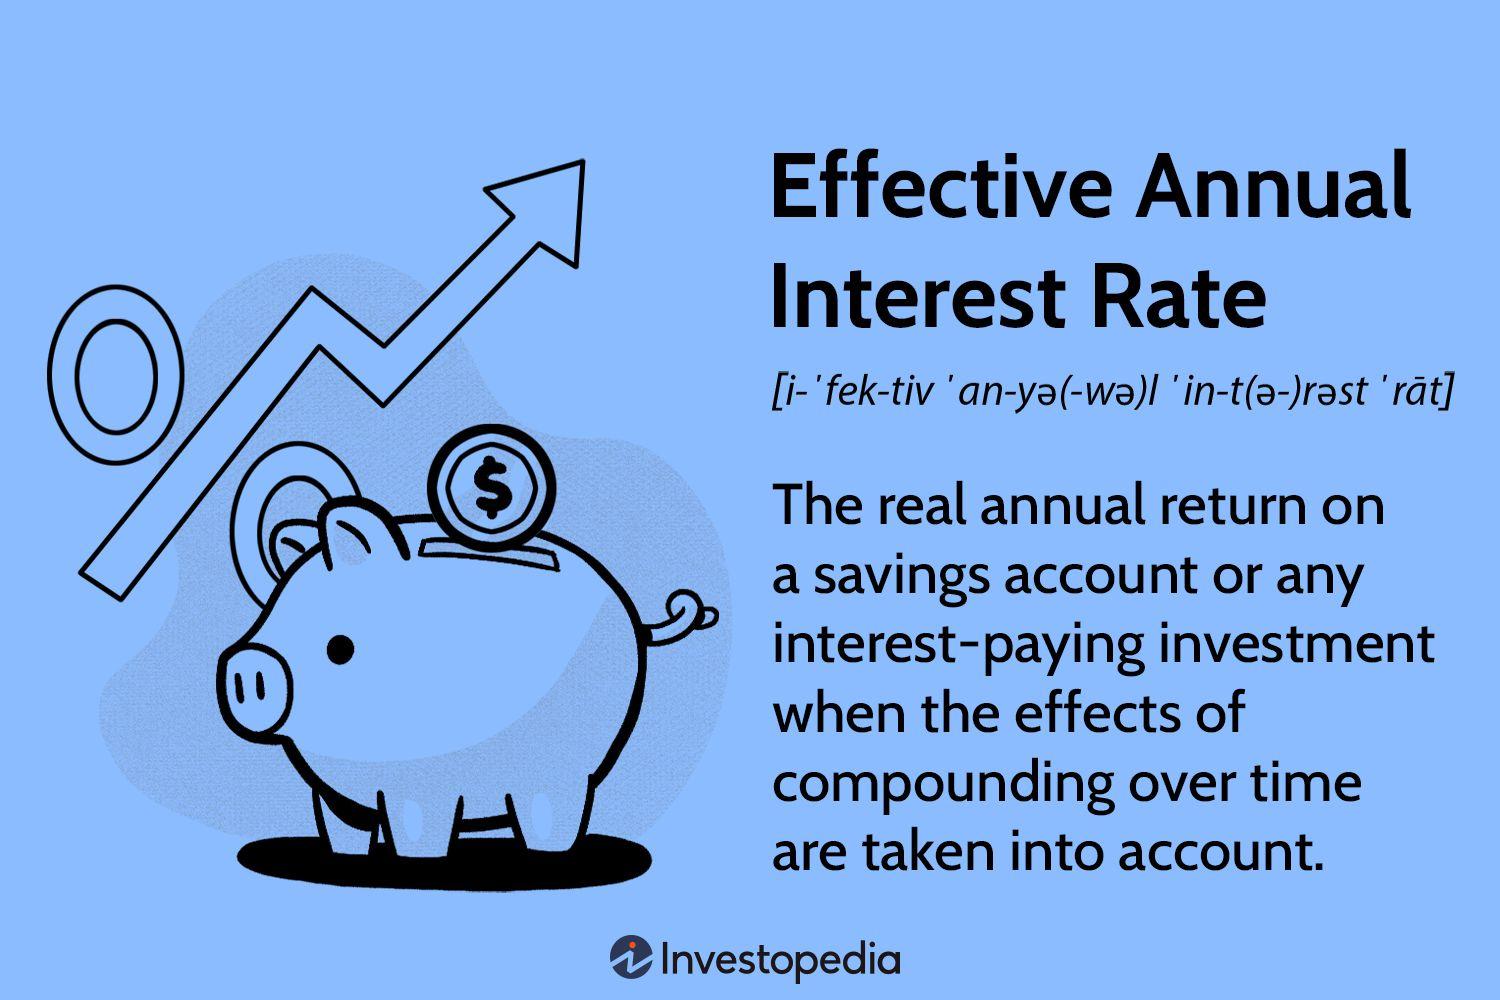 Effective Annual
Interest Rate
[i-ˈfek-tiv ˈan-yə(-wə)l ˈin-t(ə-)rəst ˈrāt]
The real annual return on
a savings account or any
interest-paying investment
when the effects of
compounding over time
are taken into account.
$
Investopedia